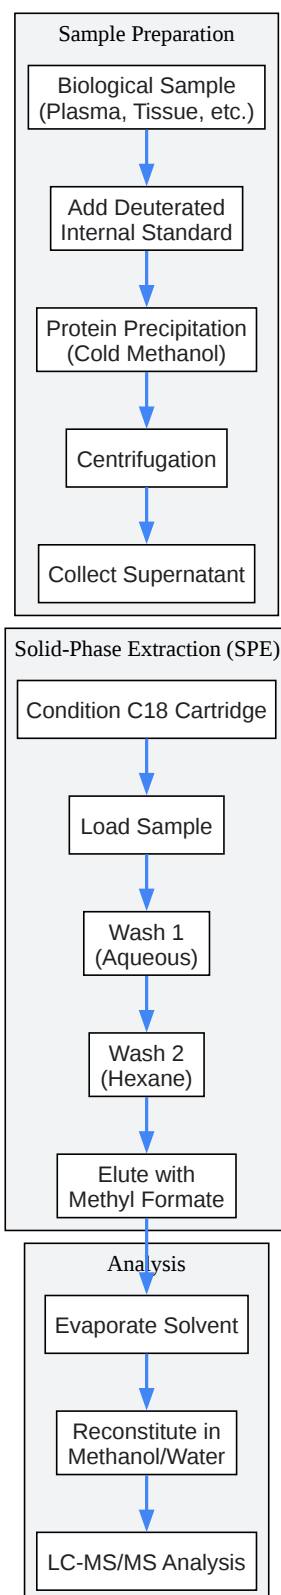 Sample Preparation
Biological Sample
(Plasma, Tissue, etc.)
Add Deuterated
Internal Standard
Protein Precipitation
(Cold Methanol)
Centrifugation
Collect Supernatant
Solid-Phase Extraction (SPE)
Condition C18 Cartridge
Load Sample
Wash 1
(Aqueous)
Wash 2
(Hexane)
Elute with
Methyl Formate
Analysis
Evaporate Solvent
Reconstitute in
Methanol/Water
LC-MS/MS Analysis